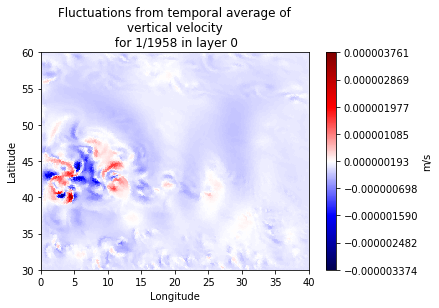 Fluctuations from temporal average of
vertical velocity
for 1/1958 in layer 0
60
55
50
45
40
35
30
Latitude
0 5 10 15 20 25 30 35 40
Longitude
0.000003761
0.000002869
0.000001977
0.000001085
0.000000193
−0.000000698
−0.000001590
−0.000002482
−0.000003374
m/s